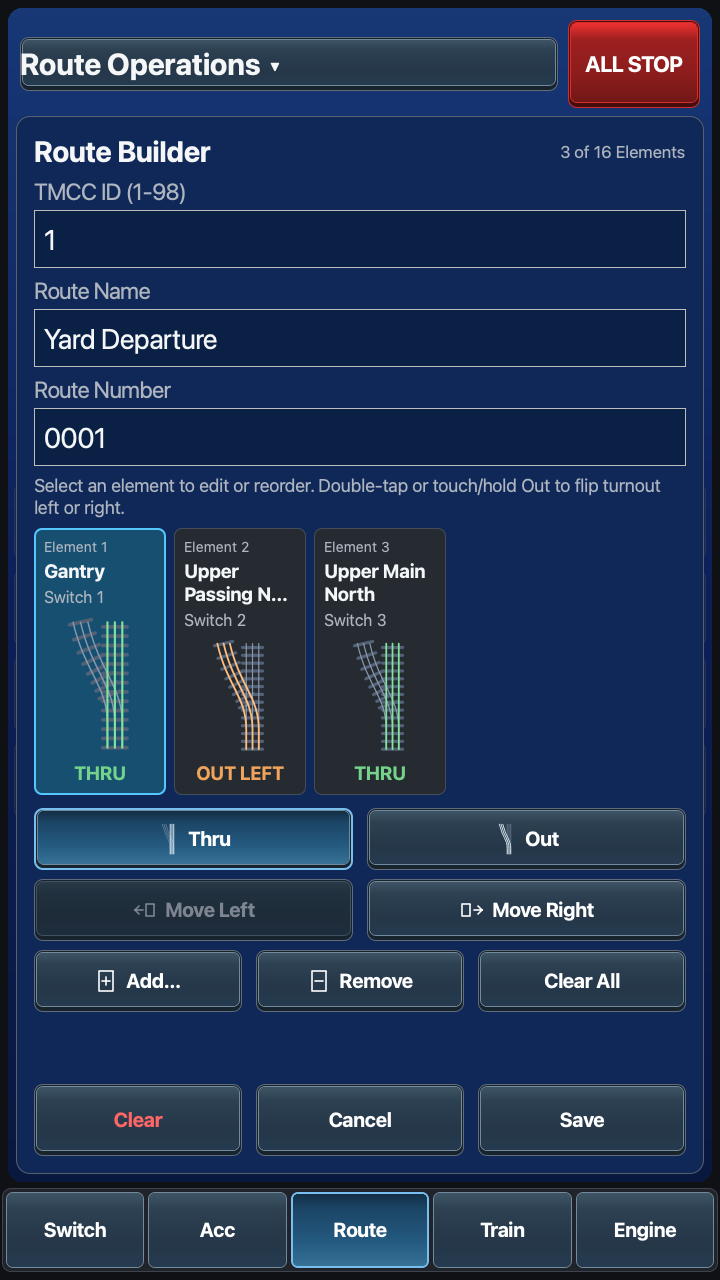 Route Operations ▾
ALL STOP
Route Builder
3 of 16 Elements
TMCC ID (1-98)
1
Route Name
Yard Departure
Route Number
0001
Select an element to edit or reorder. Double-tap or touch/hold Out to flip turnout
left or right.
Element 1
Gantry
Switch 1
THRU
Element 2
Upper
Passing N...
Switch 2
OUT LEFT
Element 3
Upper Main
North
Switch 3
THRU
Thru
Out
Move Left
Move Right
Add...
Remove
Clear All
Clear
Cancel
Save
Switch
Acc
Route
Train
Engine